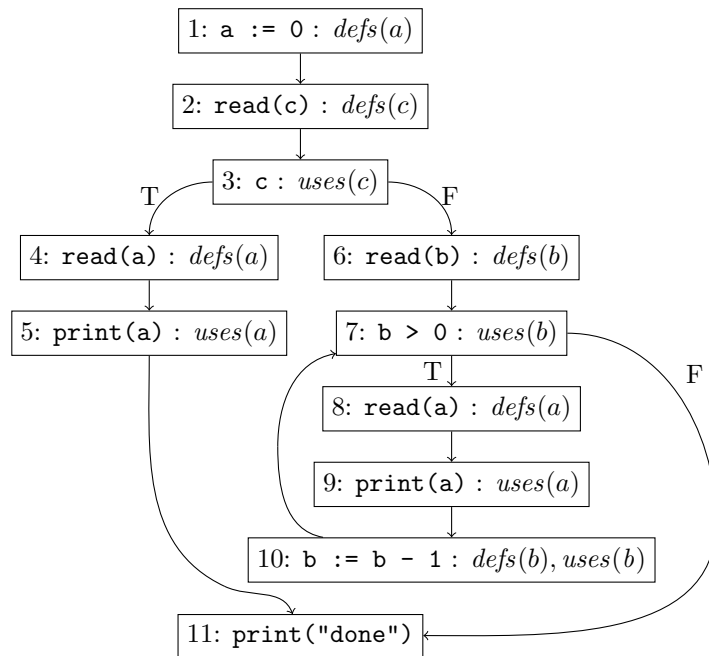 1: a := 0 : defs(a)
2: read(c) : defs(c)
3: c : uses(c)
T
F
4: read(a) : defs(a)
6: read(b) : defs(b)
5: print(a) : uses(a)
7: b > 0 : uses(b)
T
F
8: read(a) : defs(a)
9: print(a) : uses(a)
10: b := b - 1 : defs(b), uses(b)
11: print("done")